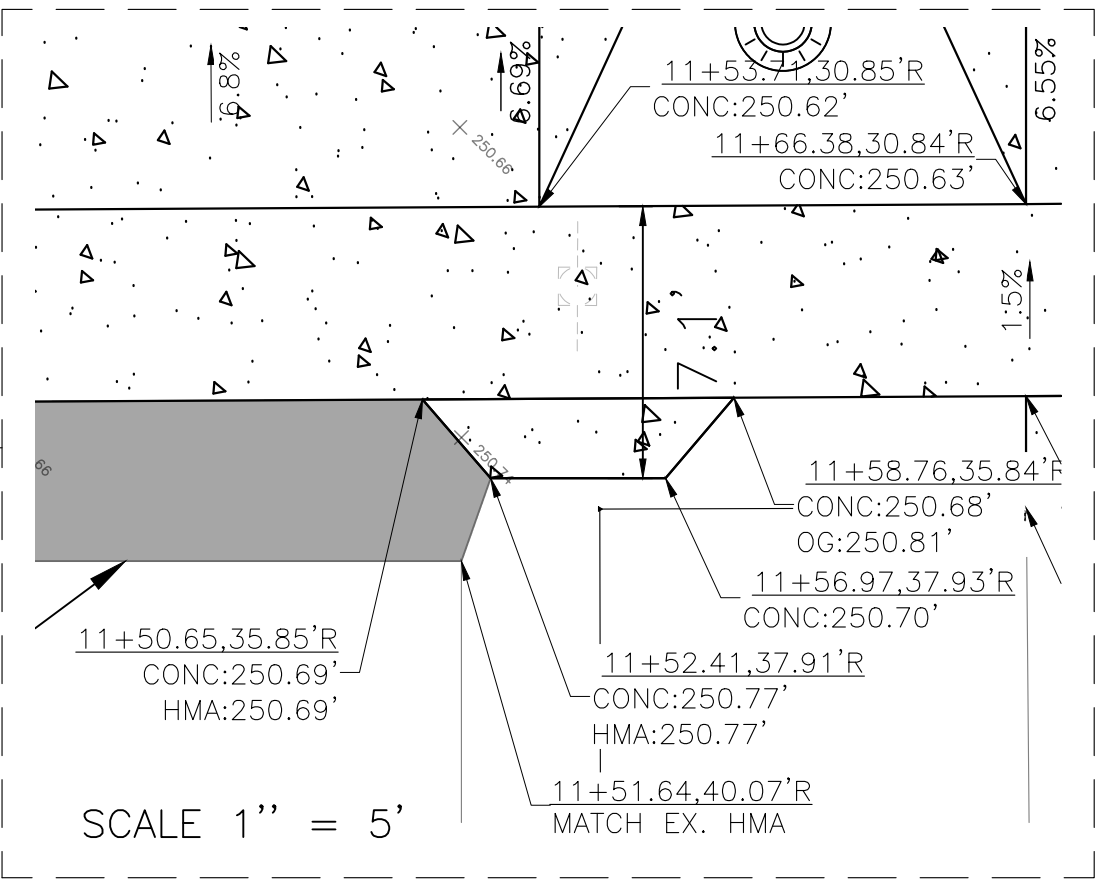 6.8%
6.69%
250.66
11+53.71,30.85'R
CONC:250.62'
11+66.38,30.84'R
CONC:250.63'
6.55%
1:5%
7.1'
66
250.74
11+58.76,35.84'R
CONC:250.68'
OG:250.81'
11+56.97,37.93'R
CONC:250.70'
11+50.65,35.85'R
CONC:250.69'
HMA:250.69'
11+52.41,37.91'R
CONC:250.77'
HMA:250.77'
11+51.64,40.07'R
MATCH EX. HMA
SCALE 1'' = 5'